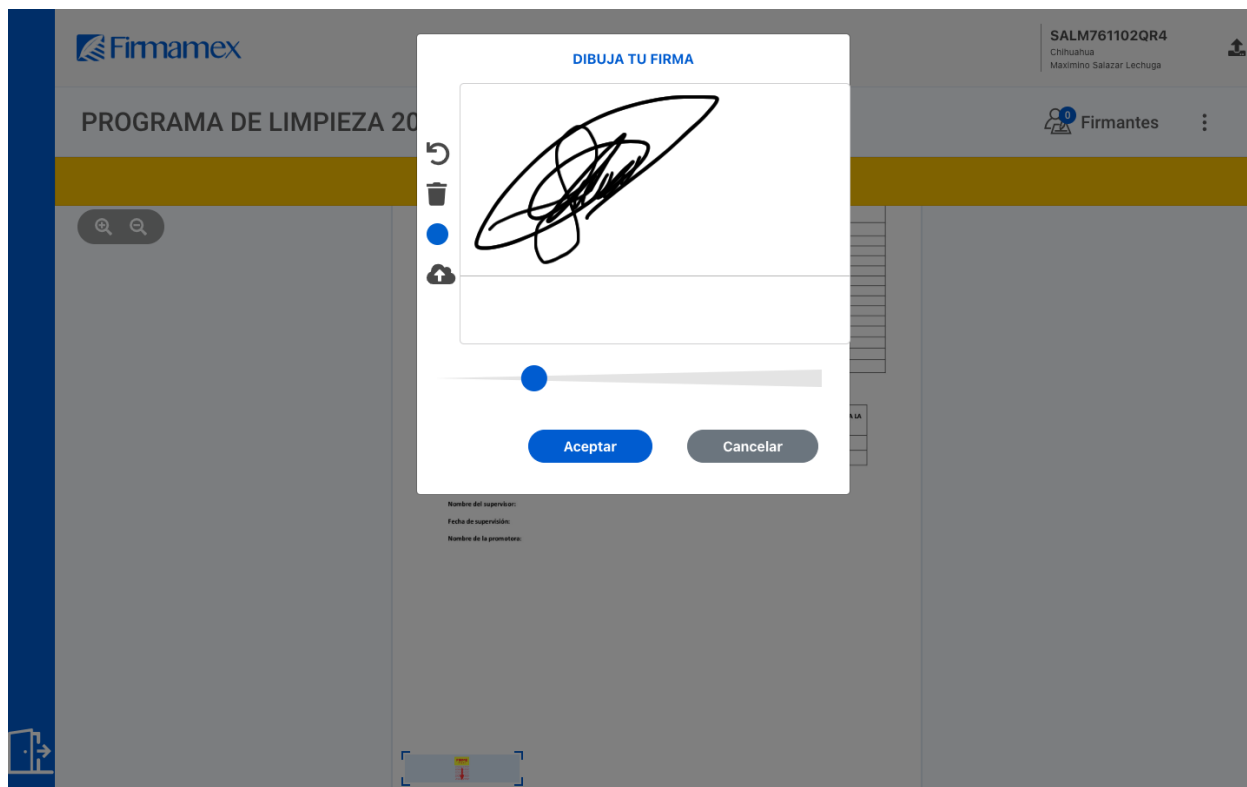 Firmamex
SALM761102QR4
Chihuahua
Maximino Salazar Lechuga
DIBUJA TU FIRMA
PROGRAMA DE LIMPIEZA 20
0
Firmantes
A LA
Aceptar
Cancelar
Nombre del supervisor:
Fecha de supervisión:
Nombre de la promotora: